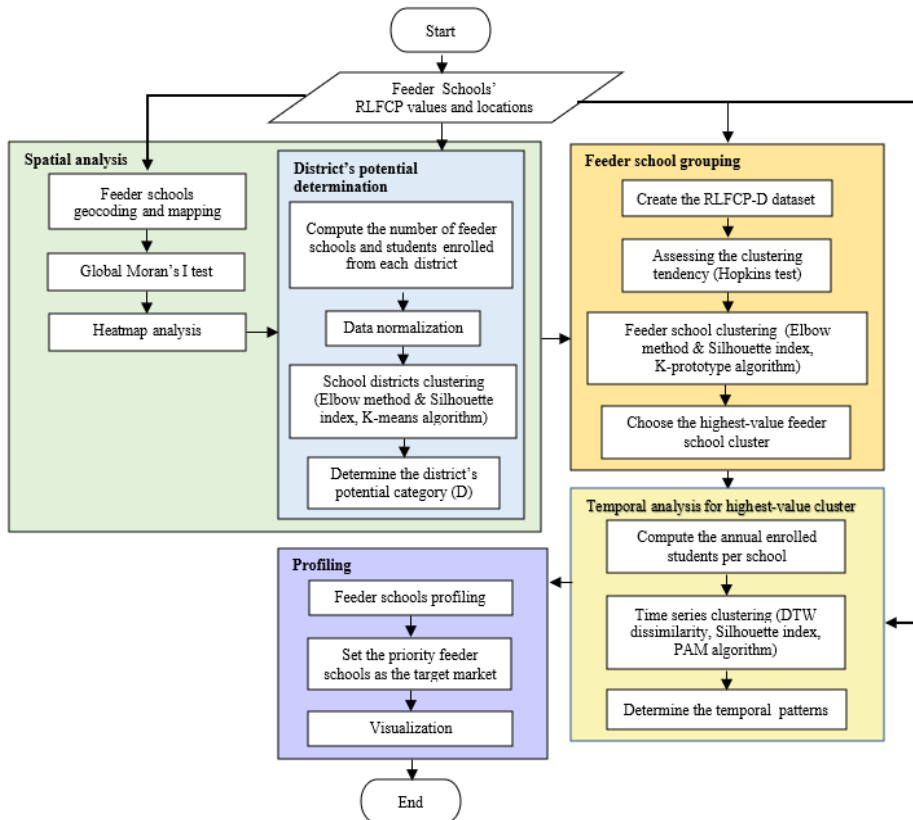 Start
Feeder Schools'
RLFCP values and locations
Spatial analysis
Feeder schools
geocoding and mapping
Global Moran's I test
Heatmap analysis
District's potential
determination
Compute the number of feeder
schools and students enrolled
from each district
Data normalization
School districts clustering
(Elbow method & Silhouette
index, K-means algorithm)
Determine the district's
potential category (D)
Feeder school grouping
Create the RLFCP-D dataset
Assessing the clustering
tendency (Hopkins test)
Feeder school clustering (Elbow
method & Silhouette index,
K-prototype algorithm)
Choose the highest-value feeder
school cluster
Temporal analysis for highest-value cluster
Compute the annual enrolled
students per school
Time series clustering (DTW
dissimilarity, Silhouette index,
PAM algorithm)
Determine the temporal patterns
Profiling
Feeder schools profiling
Set the priority feeder
schools as the target market
Visualization
End